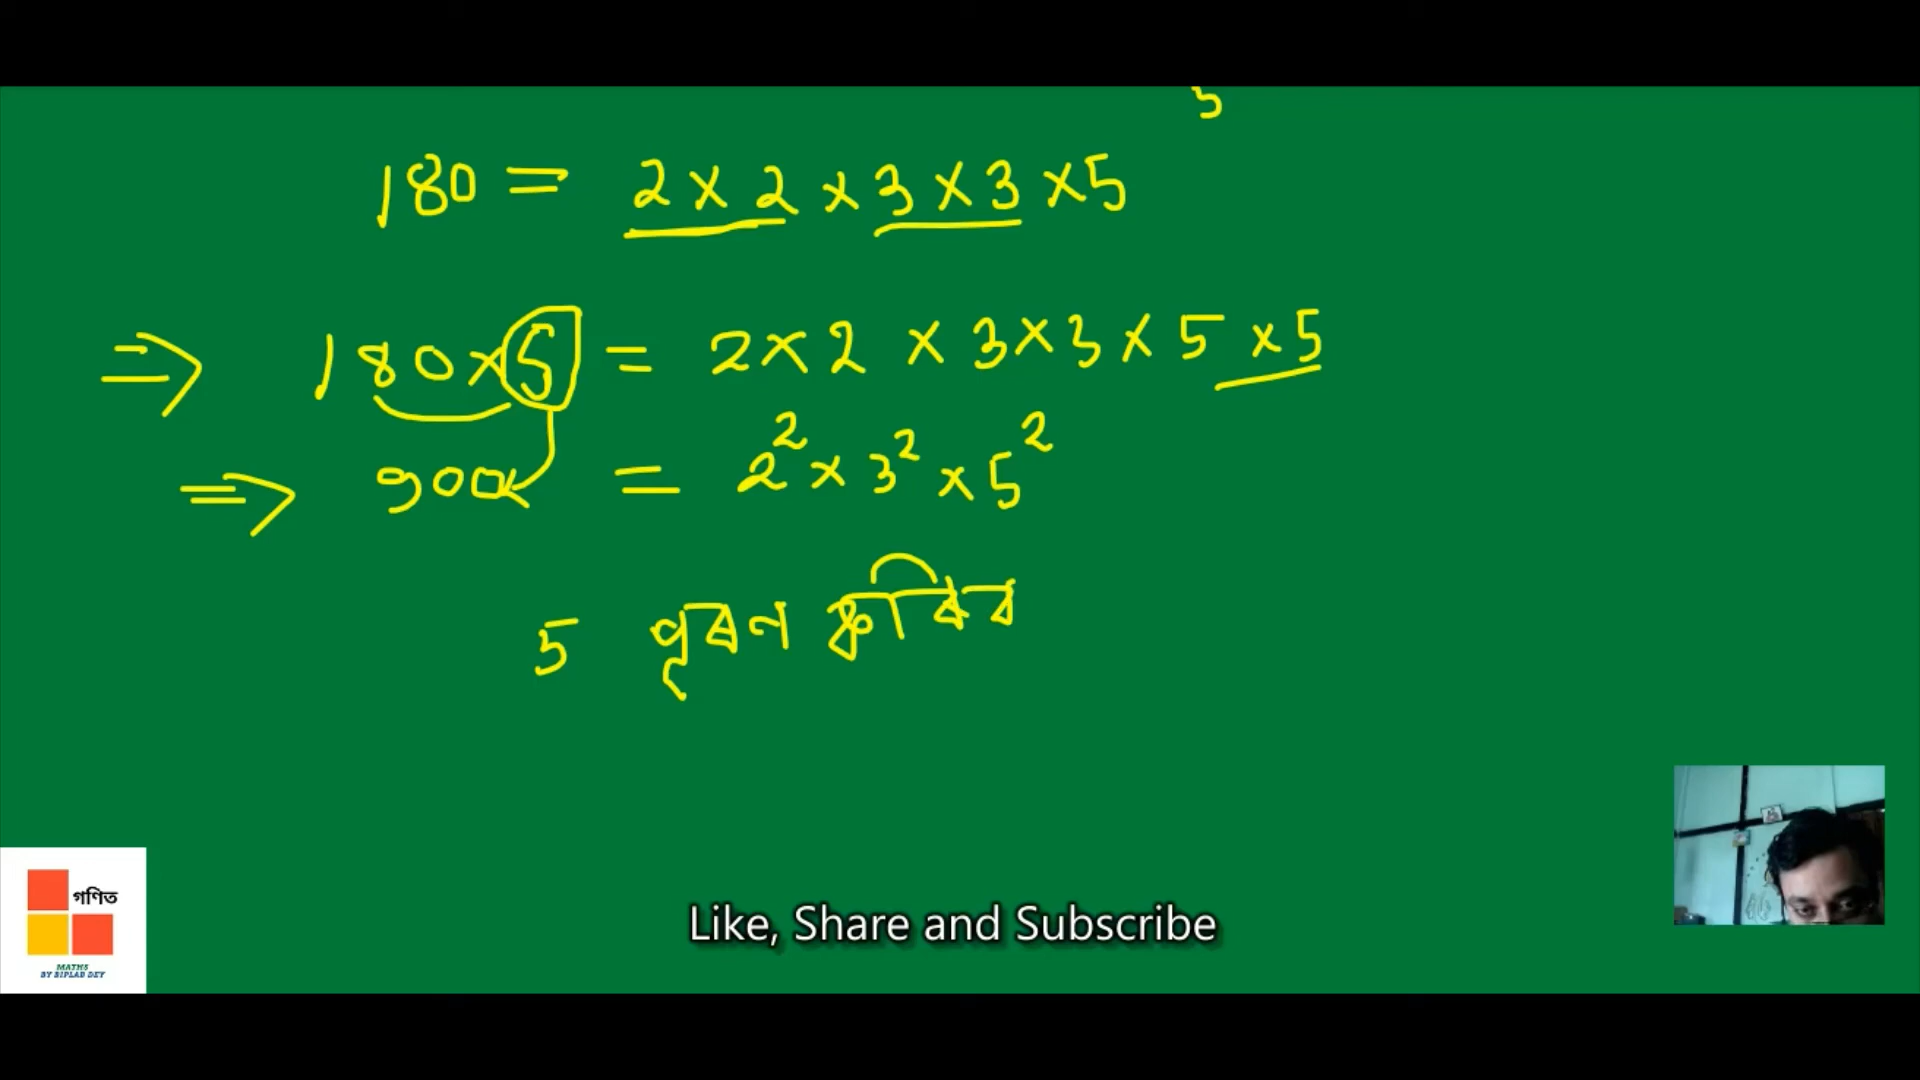 5
180 = 2 × 2 × 3 × 3 × 5
⇒ 180 × 5 = 2 × 2 × 3 × 3 × 5 × 5
⇒ 900 = 2² × 3² × 5²
5 পূৰণ কৰিব
গণিত
MATHS
BY BIPLAB DEY
Like, Share and Subscribe